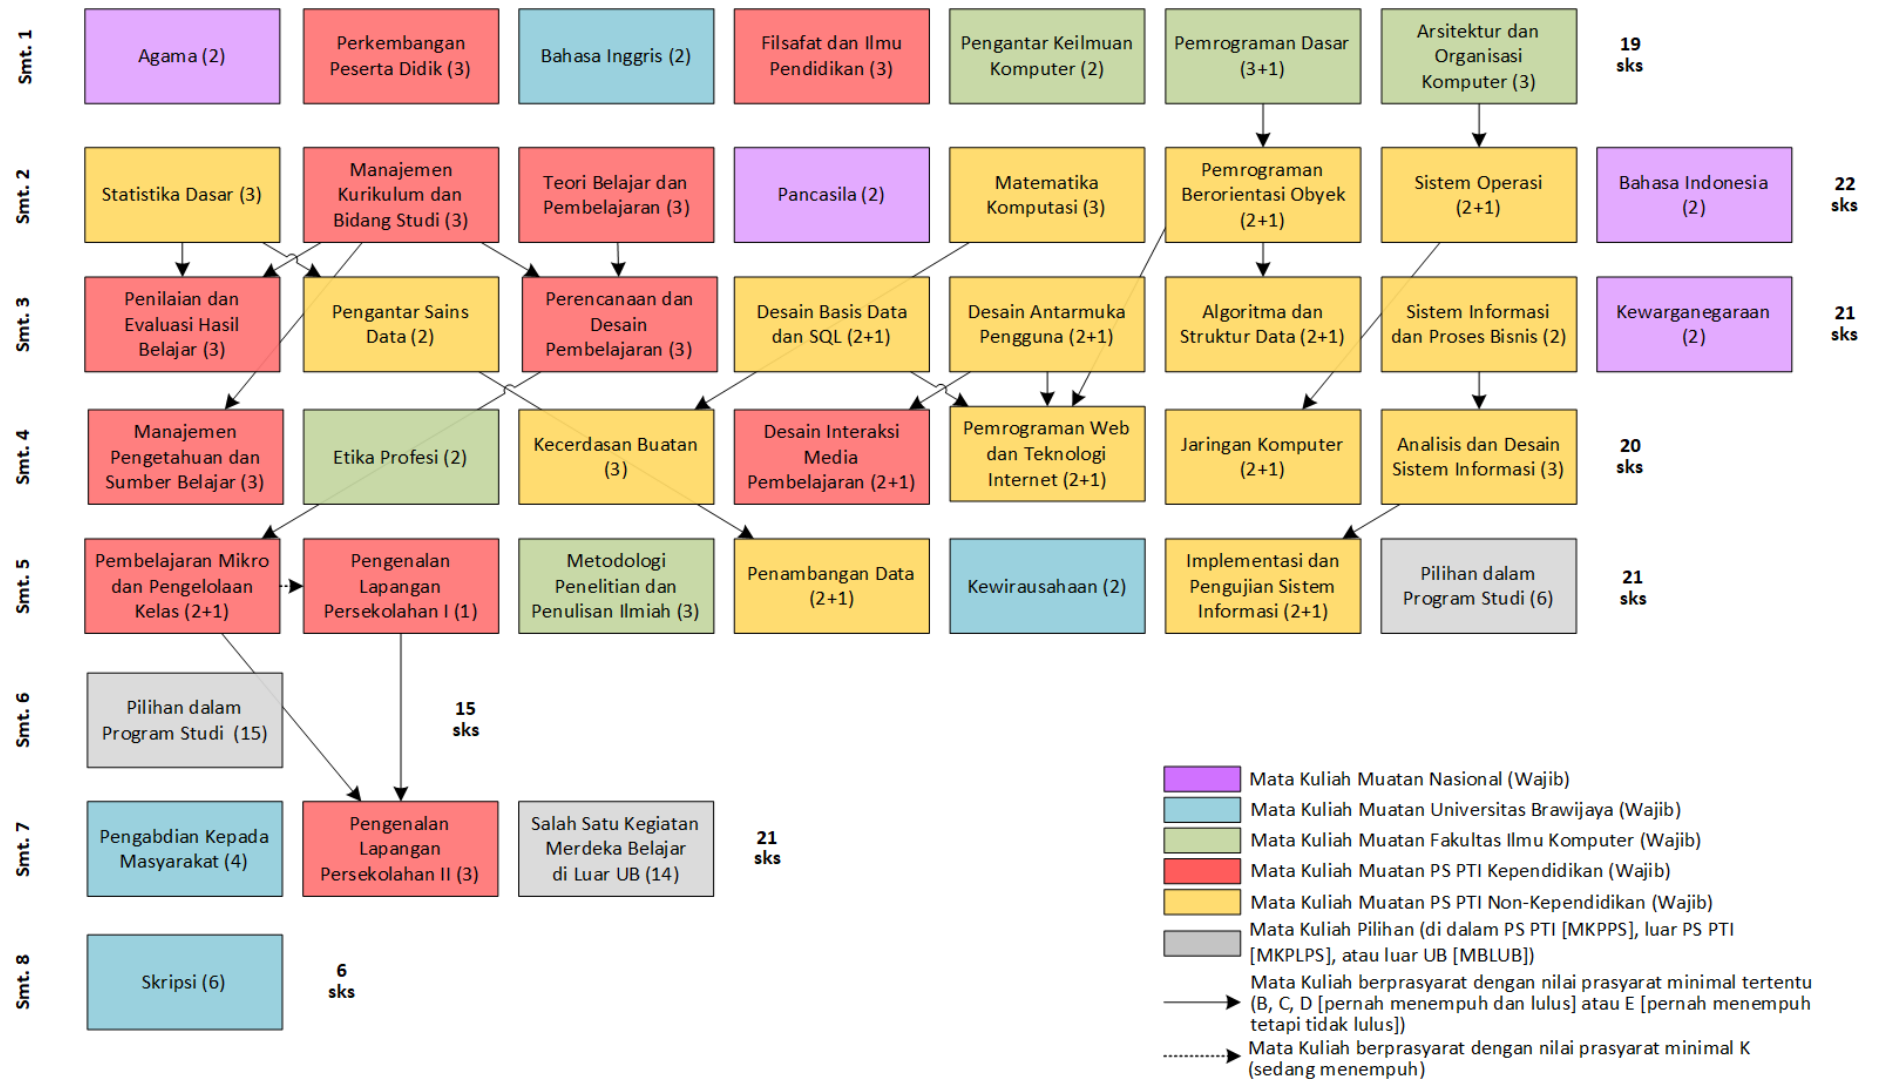 Smt. 1
Agama (2)
Perkembangan
Peserta Didik (3)
Bahasa Inggris (2)
Filsafat dan Ilmu
Pendidikan (3)
Pengantar Keilmuan
Komputer (2)
Pemrograman Dasar
(3+1)
Arsitektur dan
Organisasi
Komputer (3)
19
sks
Smt. 2
Statistika Dasar (3)
Manajemen
Kurikulum dan
Bidang Studi (3)
Teori Belajar dan
Pembelajaran (3)
Pancasila (2)
Matematika
Komputasi (3)
Pemrograman
Berorientasi Obyek
(2+1)
Sistem Operasi
(2+1)
Bahasa Indonesia
(2)
22
sks
Smt. 3
Penilaian dan
Evaluasi Hasil
Belajar (3)
Pengantar Sains
Data (2)
Perencanaan dan
Desain
Pembelajaran (3)
Desain Basis Data
dan SQL (2+1)
Desain Antarmuka
Pengguna (2+1)
Algoritma dan
Struktur Data (2+1)
Sistem Informasi
dan Proses Bisnis (2)
Kewarganegaraan
(2)
21
sks
Smt. 4
Manajemen
Pengetahuan dan
Sumber Belajar (3)
Etika Profesi (2)
Kecerdasan Buatan
(3)
Desain Interaksi
Media
Pembelajaran (2+1)
Pemrograman Web
dan Teknologi
Internet (2+1)
Jaringan Komputer
(2+1)
Analisis dan Desain
Sistem Informasi (3)
20
sks
Smt. 5
Pembelajaran Mikro
dan Pengelolaan
Kelas (2+1)
Pengenalan
Lapangan
Persekolahan I (1)
Metodologi
Penelitian dan
Penulisan Ilmiah (3)
Penambangan Data
(2+1)
Kewirausahaan (2)
Implementasi dan
Pengujian Sistem
Informasi (2+1)
Pilihan dalam
Program Studi (6)
21
sks
Smt. 6
Pilihan dalam
Program Studi (15)
15
sks
Smt. 7
Pengabdian Kepada
Masyarakat (4)
Pengenalan
Lapangan
Persekolahan II (3)
Salah Satu Kegiatan
Merdeka Belajar
di Luar UB (14)
21
sks
Smt. 8
Skripsi (6)
6
sks
Mata Kuliah Muatan Nasional (Wajib)
Mata Kuliah Muatan Universitas Brawijaya (Wajib)
Mata Kuliah Muatan Fakultas Ilmu Komputer (Wajib)
Mata Kuliah Muatan PS PTI Kependidikan (Wajib)
Mata Kuliah Muatan PS PTI Non-Kependidikan (Wajib)
Mata Kuliah Pilihan (di dalam PS PTI [MKPPS], luar PS PTI
[MKPLPS], atau luar UB [MBLUB])
Mata Kuliah berprasyarat dengan nilai prasyarat minimal tertentu
(B, C, D [pernah menempuh dan lulus] atau E [pernah menempuh
tetapi tidak lulus])
Mata Kuliah berprasyarat dengan nilai prasyarat minimal K
(sedang menempuh)